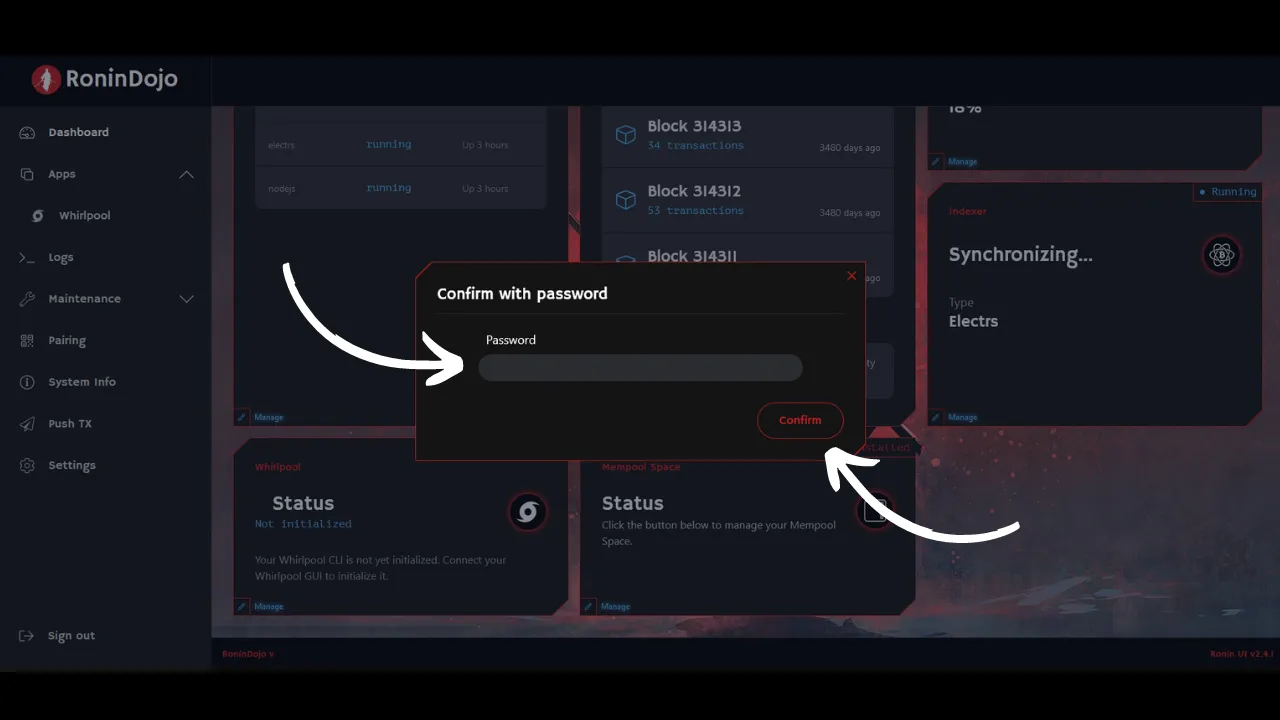 RoninDojo
Dashboard
Apps
Whirlpool
Logs
Maintenance
Pairing
System Info
Push TX
Settings
Sign out
electrs running Up 3 hours
nodejs running Up 3 hours
Manage
Block 314313
34 transactions 3480 days ago
Block 314312
53 transactions 3480 days ago
Block 314311
ago
18%
Manage
Running
Indexer
Synchronizing...
Type
Electrs
Manage
Confirm with password
Password
Confirm
Whirlpool
Status
Not initialized
Your Whirlpool CLI is not yet initialized. Connect your
Whirlpool GUI to initialize it.
Manage
Mempool Space
Status
Click the button below to manage your Mempool
Space.
Manage
RoninDojo v
Ronin UI v2.4.1